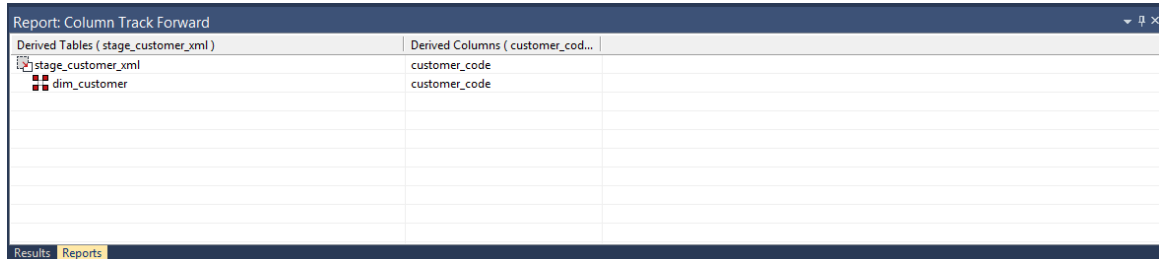 Report: Column Track Forward
Derived Tables ( stage_customer_xml ) Derived Columns ( customer_cod...
stage_customer_xml customer_code
dim_customer customer_code
Results Reports